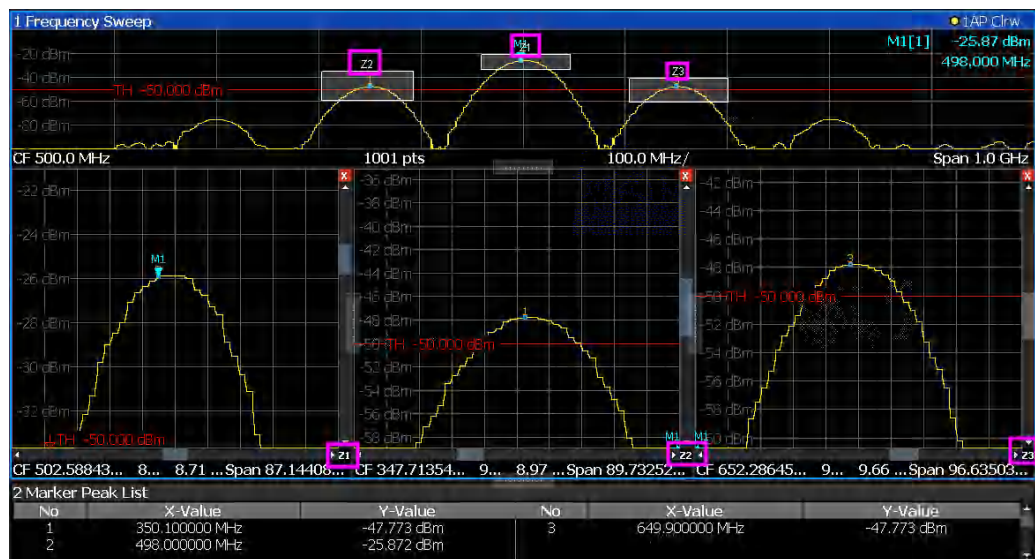 1 Frequency Sweep
1AP Clrw
M1[1] -25.87 dBm
498,000 MHz
-20 dBm
-40 dBm
TH -50.000 dBm
-60 dBm
-80 dBm
Z2
M1
Z1
Z3
CF 500.0 MHz 1001 pts 100.0 MHz/ Span 1.0 GHz
-22 dBm
-24 dBm
-26 dBm
-28 dBm
-30 dBm
-32 dBm
M1
TH -50.000 dBm
Z1
CF 502.58843... 8... 8.71 ... Span 87.14408...
-36 dBm
-38 dBm
-40 dBm
-42 dBm
-44 dBm
-46 dBm
-48 dBm
-50 dBm
TH -50.000 dBm
-52 dBm
-54 dBm
-56 dBm
-58 dBm
1
M1 M1
Z2
CF 347.71354... 9... 8.97 ... Span 89.73252...
-42 dBm
-44 dBm
-46 dBm
-48 dBm
TH -50.000 dBm
-52 dBm
-54 dBm
-56 dBm
-58 dBm
-60 dBm
3
Z3
CF 652.28645... 9... 9.66 ... Span 96.63503...
2 Marker Peak List
No X-Value Y-Value No X-Value Y-Value
1 350.100000 MHz -47.773 dBm 3 649.900000 MHz -47.773 dBm
2 498.000000 MHz -25.872 dBm